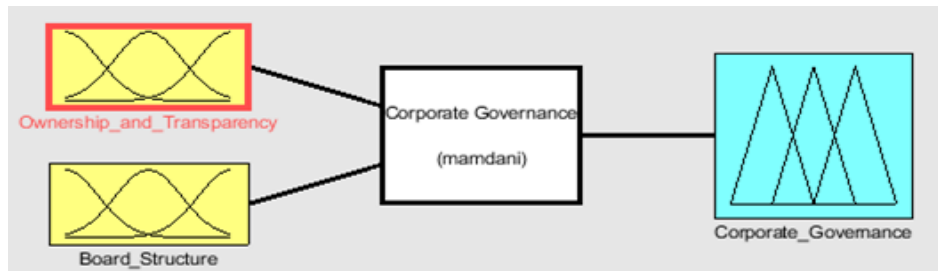 Ownership_and_Transparency
Corporate Governance
(mamdani)
Board_Structure
Corporate_Governance